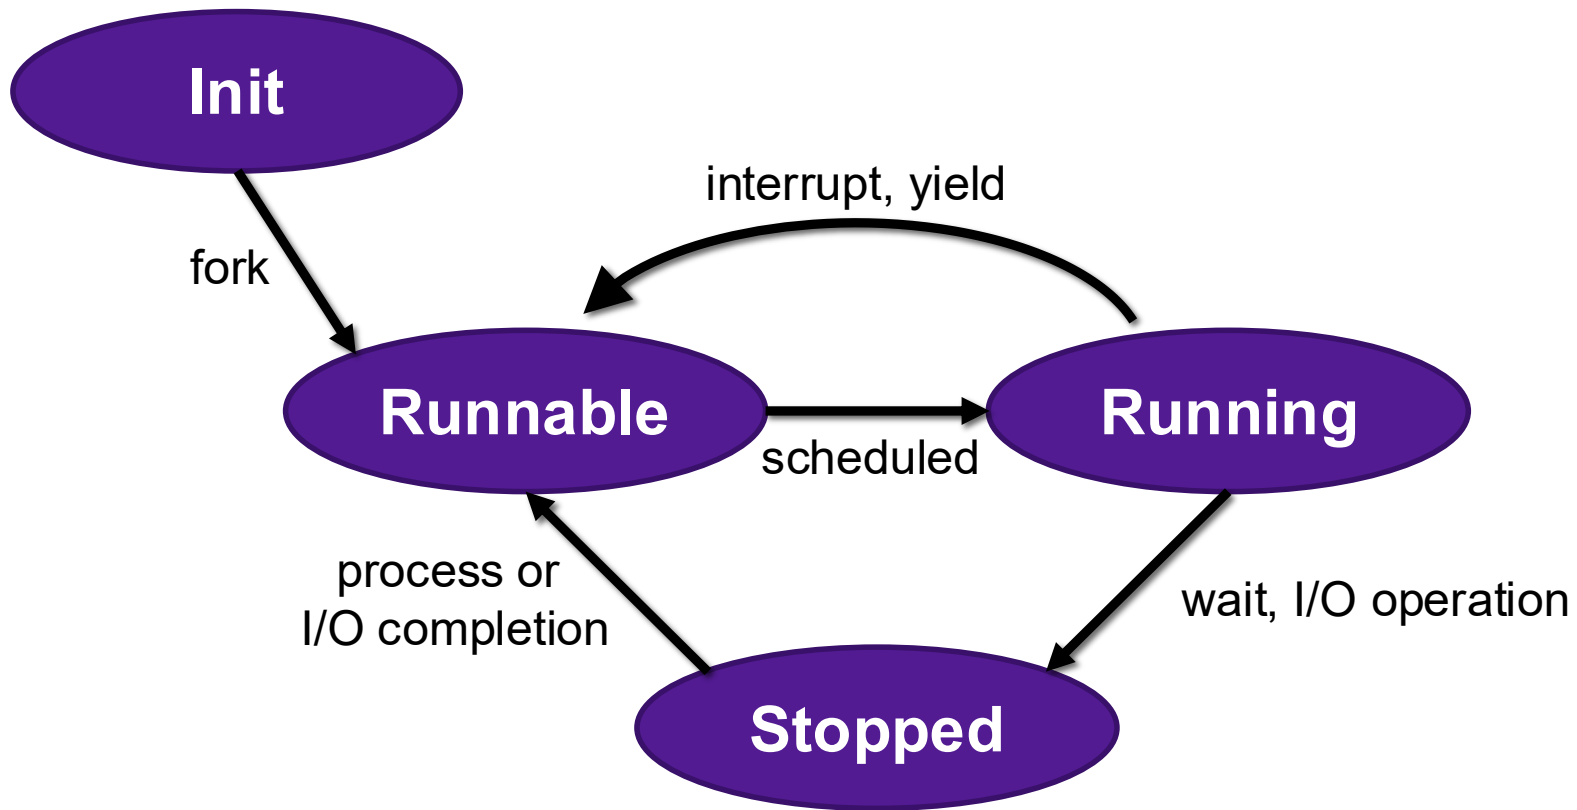 Init
interrupt, yield
fork
Runnable
Running
scheduled
process or
I/O completion
wait, I/O operation
Stopped